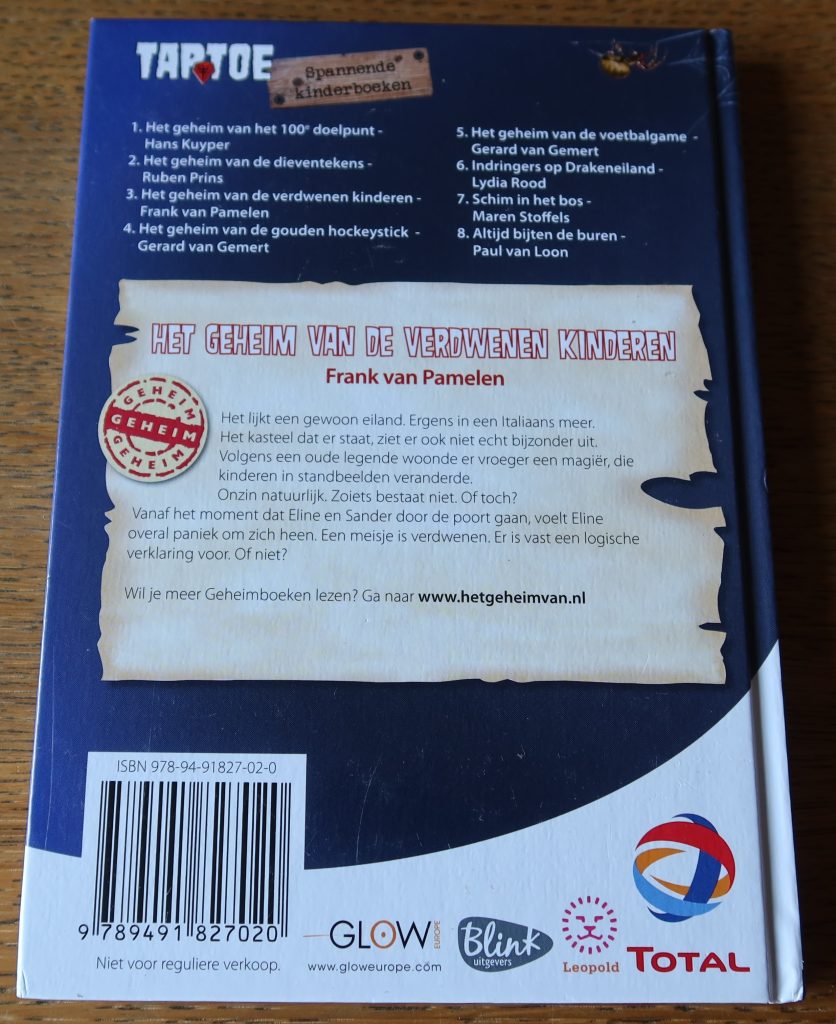 TAPTOE
Spannende
kinderboeken
1. Het geheim van het 100e doelpunt -
Hans Kuyper
2. Het geheim van de dieventekens -
Ruben Prins
3. Het geheim van de verdwenen kinderen -
Frank van Pamelen
4. Het geheim van de gouden hockeystick -
Gerard van Gemert
5. Het geheim van de voetbalgame -
Gerard van Gemert
6. Indringers op Drakeneiland -
Lydia Rood
7. Schim in het bos -
Maren Stoffels
8. Altijd bijten de buren -
Paul van Loon
HET GEHEIM VAN DE VERDWENEN KINDEREN
Frank van Pamelen
GEHEIM
GEHEIM
GEHEIM
Het lijkt een gewoon eiland. Ergens in een Italiaans meer.
Het kasteel dat er staat, ziet er ook niet echt bijzonder uit.
Volgens een oude legende woonde er vroeger een magiër, die
kinderen in standbeelden veranderde.
Onzin natuurlijk. Zoiets bestaat niet. Of toch?
Vanaf het moment dat Eline en Sander door de poort gaan, voelt Eline
overal paniek om zich heen. Een meisje is verdwenen. Er is vast een logische
verklaring voor. Of niet?
Wil je meer Geheimboeken lezen? Ga naar www.hetgeheimvan.nl
ISBN 978-94-91827-02-0
9 789491 827020
Niet voor reguliere verkoop.
GLOW EUROPE
www.gloweurope.com
Blink
uitgevers
Leopold
TOTAL